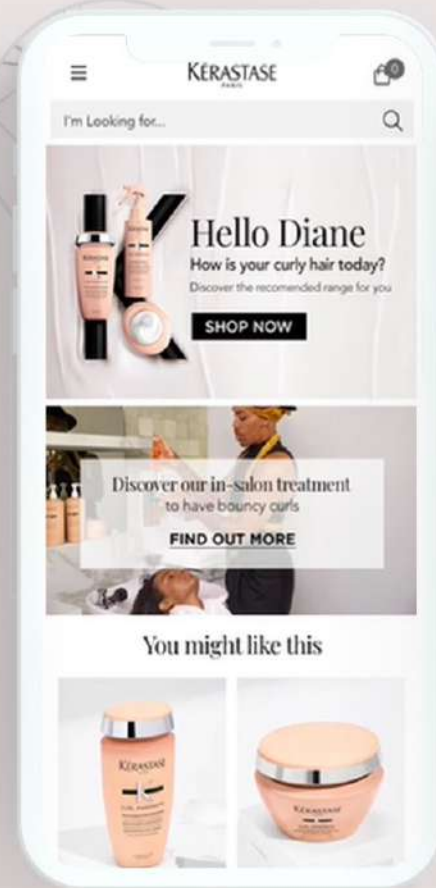 KÉRASTASE
PARIS
0
I'm Looking for...
KÉRASTASE
Hello Diane
How is your curly hair today?
Discover the recomended range for you
SHOP NOW
Discover our in-salon treatment
to have bouncy curls
FIND OUT MORE
You might like this
KÉRASTASE
KÉRASTASE